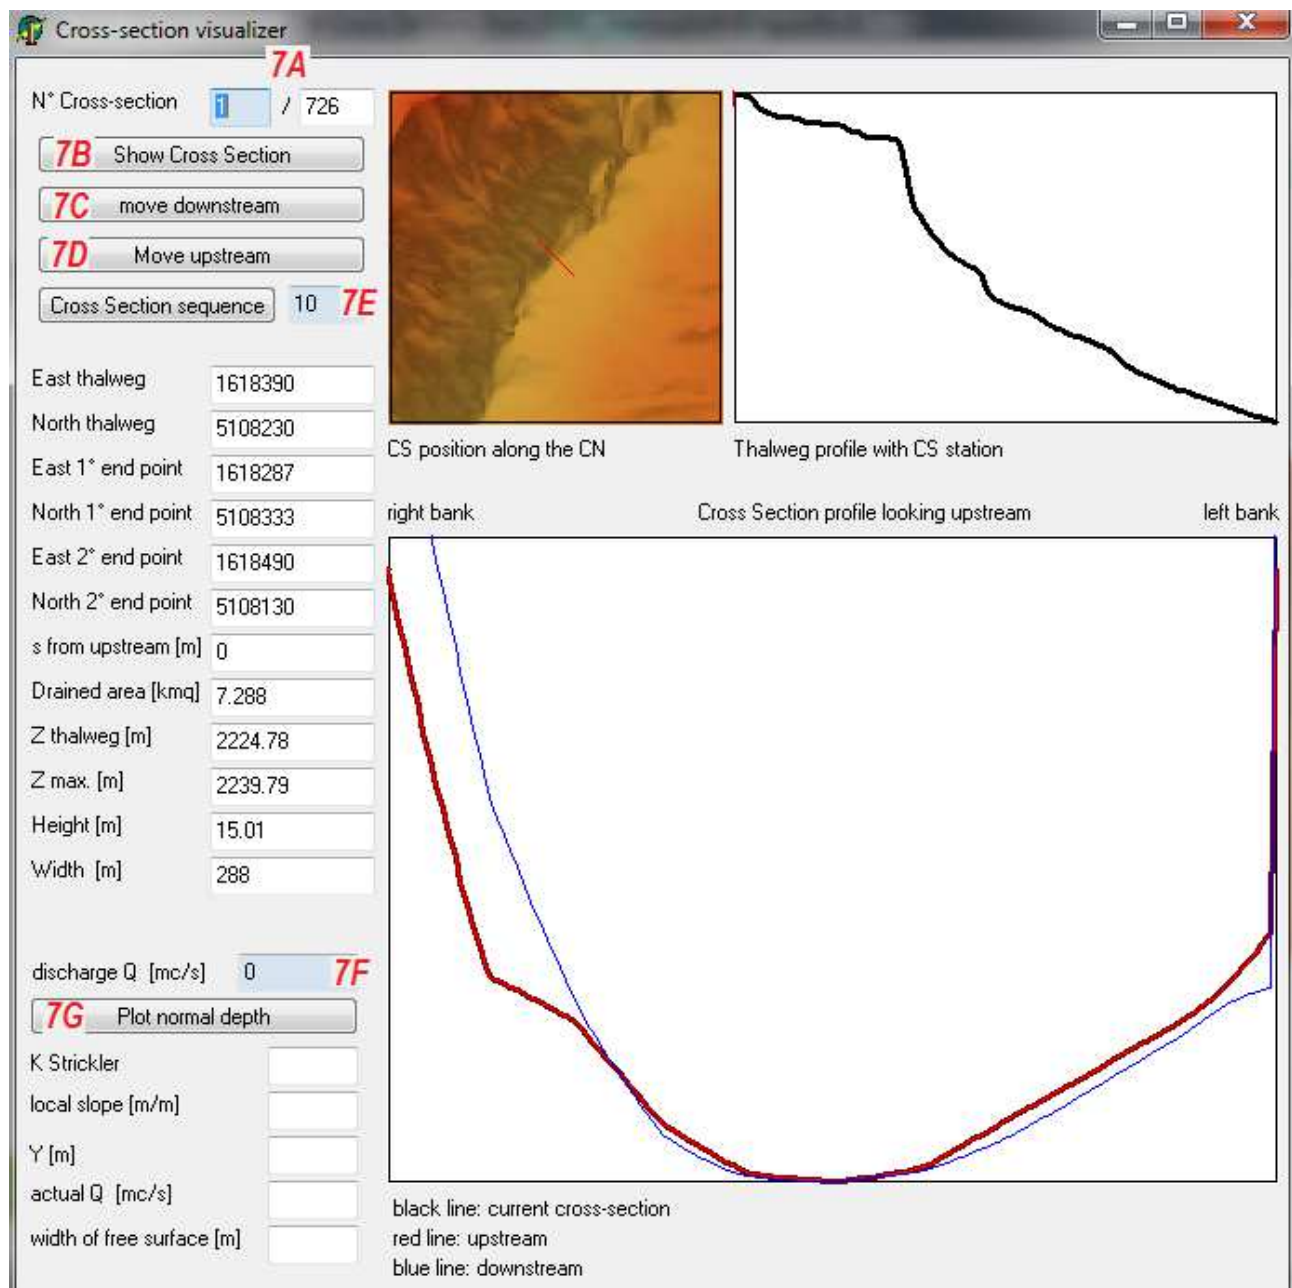 Cross-section visualizer
7A
N° Cross-section 1 / 726
7B Show Cross Section
7C move downstream
7D Move upstream
Cross Section sequence 10 7E
East thalweg 1618390
North thalweg 5108230
East 1° end point 1618287
North 1° end point 5108333
East 2° end point 1618490
North 2° end point 5108130
s from upstream [m] 0
Drained area [kmq] 7.288
Z thalweg [m] 2224.78
Z max. [m] 2239.79
Height [m] 15.01
Width [m] 288
discharge Q [mc/s] 0 7F
7G Plot normal depth
K Strickler
local slope [m/m]
Y [m]
actual Q [mc/s]
width of free surface [m]
CS position along the CN
Thalweg profile with CS station
right bank Cross Section profile looking upstream left bank
black line: current cross-section
red line: upstream
blue line: downstream